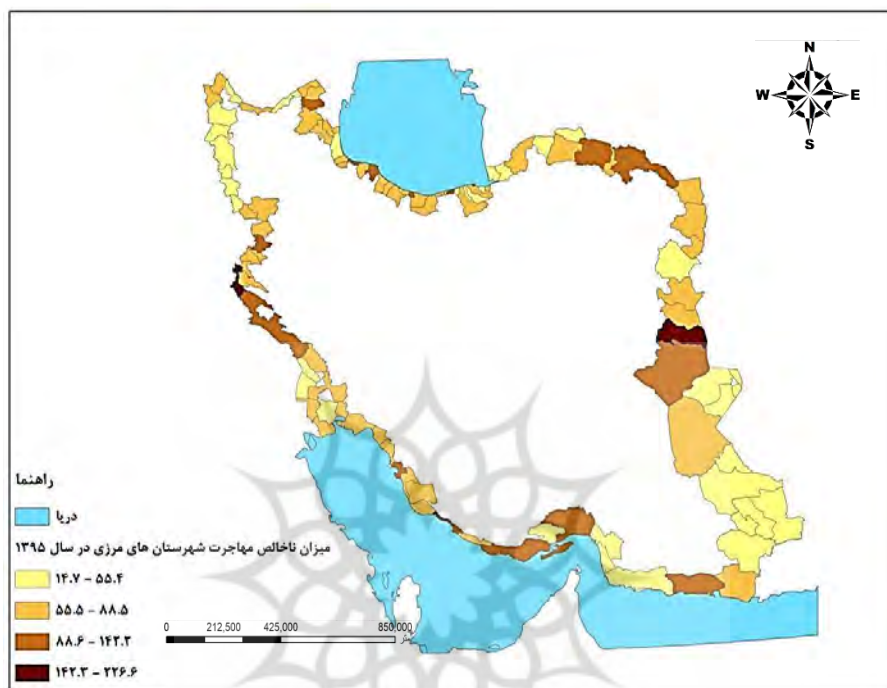 N
W E
S
راهنما
دریا
میزان ناخالص مهاجرت شهرستان های مرزی در سال ۱۳۹۵
۱۴.۷ - ۵۵.۴
۵۵.۵ - ۸۸.۵
۸۸.۶ - ۱۴۲.۲
۱۴۲.۳ - ۲۲۶.۶
0 212,500 425,000 850,000